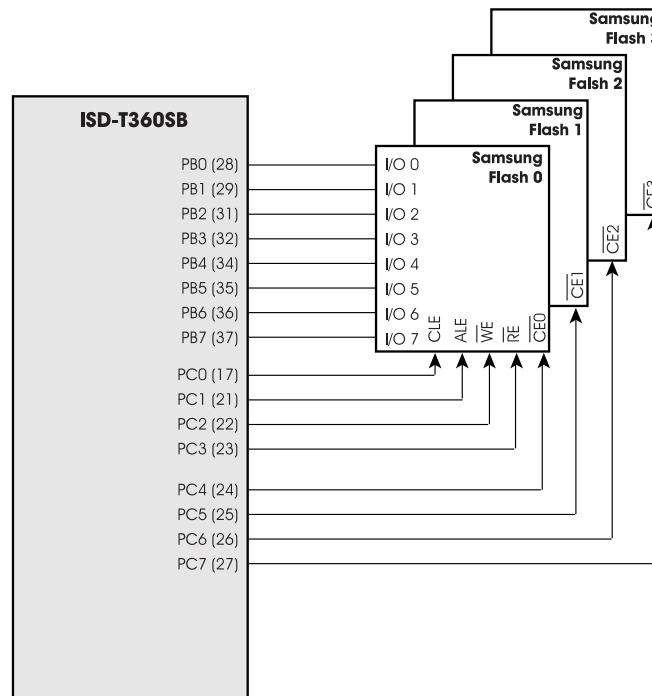 Samsung
Flash 3
Samsung
Falsh 2
Samsung
Flash 1
Samsung
Flash 0
ISD-T360SB
PB0 (28)
PB1 (29)
PB2 (31)
PB3 (32)
PB4 (34)
PB5 (35)
PB6 (36)
PB7 (37)
PC0 (17)
PC1 (21)
PC2 (22)
PC3 (23)
PC4 (24)
PC5 (25)
PC6 (26)
PC7 (27)
I/O 0
I/O 1
I/O 2
I/O 3
I/O 4
I/O 5
I/O 6
I/O 7
CLE
ALE
WE
RE
CE0
CE1
CE2
CE3